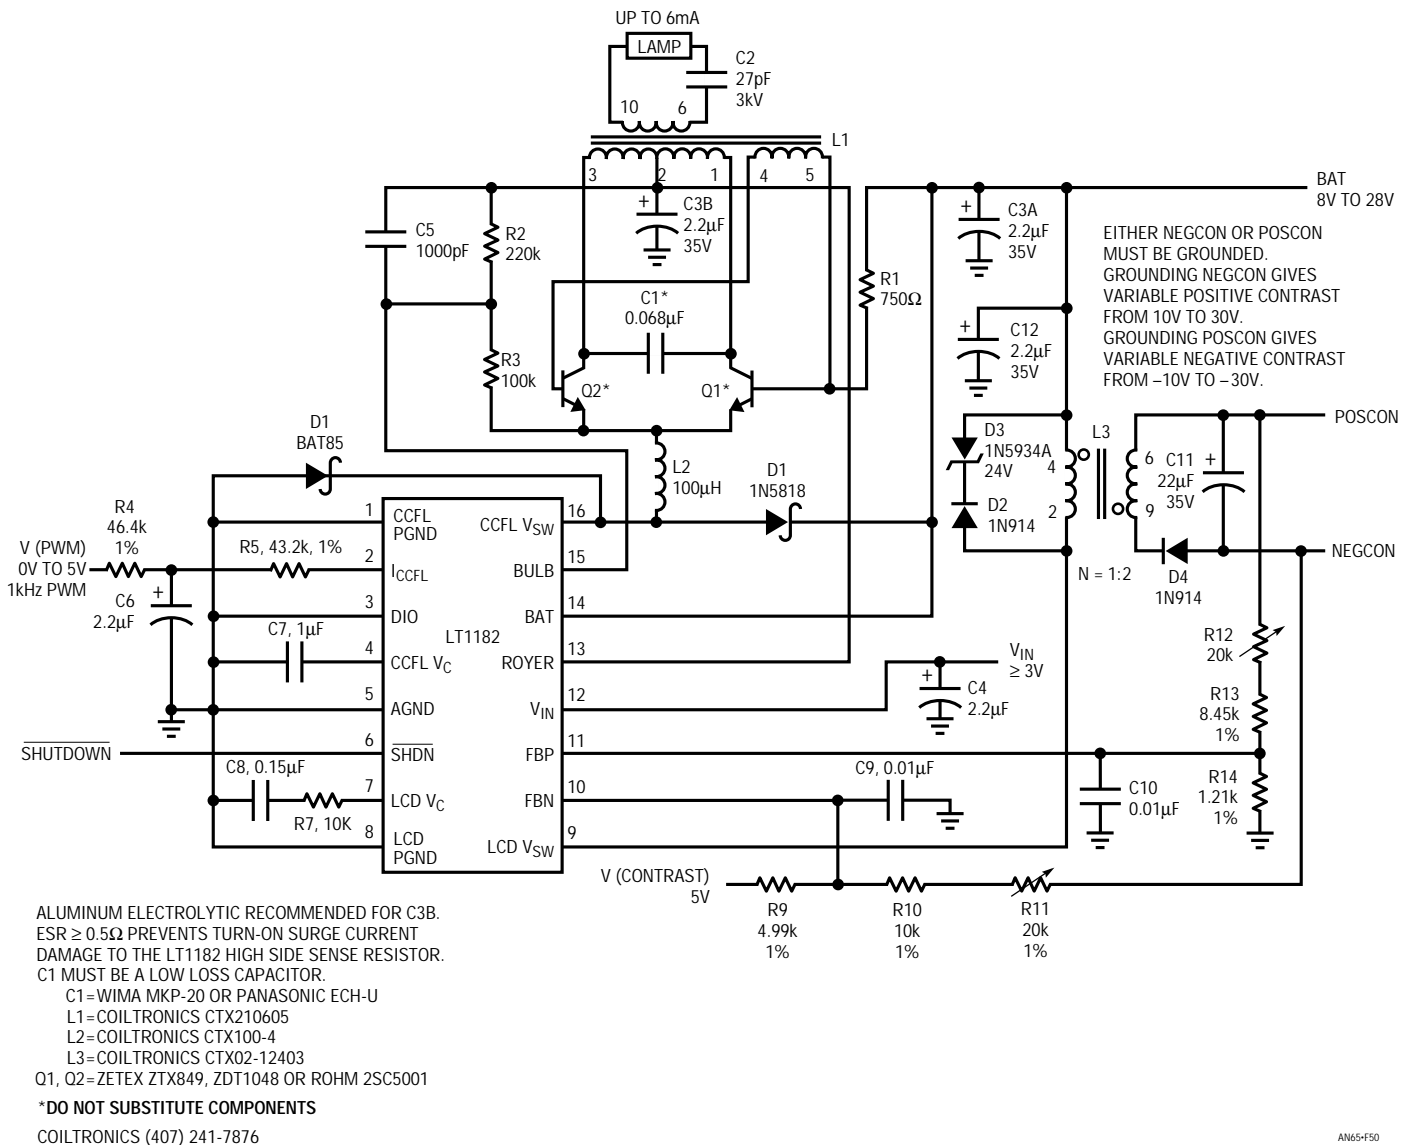 UP TO 6mA
LAMP
C2
27pF
3kV
10
6
L1
3
2
1
4
5
BAT
8V TO 28V
C5
1000pF
R2
220k
+
C3B
2.2µF
35V
+
C3A
2.2µF
35V
R1
750Ω
EITHER NEGCON OR POSCON
MUST BE GROUNDED.
GROUNDING NEGCON GIVES
VARIABLE POSITIVE CONTRAST
FROM 10V TO 30V.
GROUNDING POSCON GIVES
VARIABLE NEGATIVE CONTRAST
FROM –10V TO –30V.
C1*
0.068µF
+
C12
2.2µF
35V
R3
100k
Q2*
Q1*
D1
BAT85
L2
100µH
D1
1N5818
D3
1N5934A
24V
D2
1N914
L3
4
2
6
9
N = 1:2
C11
22µF
35V
+
POSCON
NEGCON
D4
1N914
R4
46.4k
1%
V (PWM)
0V TO 5V
1kHz PWM
R5, 43.2k, 1%
C6
2.2µF
+
C7, 1µF
1
CCFL
PGND
2
ICCFL
3
DIO
4
CCFL VC
5
AGND
6
SHDN
7
LCD VC
8
LCD
PGND
LT1182
16
CCFL VSW
15
BULB
14
BAT
13
ROYER
12
VIN
11
FBP
10
FBN
9
LCD VSW
VIN
≥ 3V
+
C4
2.2µF
R12
20k
R13
8.45k
1%
R14
1.21k
1%
SHUTDOWN
C8, 0.15µF
R7, 10K
C9, 0.01µF
C10
0.01µF
V (CONTRAST)
5V
R9
4.99k
1%
R10
10k
1%
R11
20k
1%
ALUMINUM ELECTROLYTIC RECOMMENDED FOR C3B.
ESR ≥ 0.5Ω PREVENTS TURN-ON SURGE CURRENT
DAMAGE TO THE LT1182 HIGH SIDE SENSE RESISTOR.
C1 MUST BE A LOW LOSS CAPACITOR.
C1=WIMA MKP-20 OR PANASONIC ECH-U
L1=COILTRONICS CTX210605
L2=COILTRONICS CTX100-4
L3=COILTRONICS CTX02-12403
Q1, Q2=ZETEX ZTX849, ZDT1048 OR ROHM 2SC5001
*DO NOT SUBSTITUTE COMPONENTS
COILTRONICS (407) 241-7876
AN65•F50